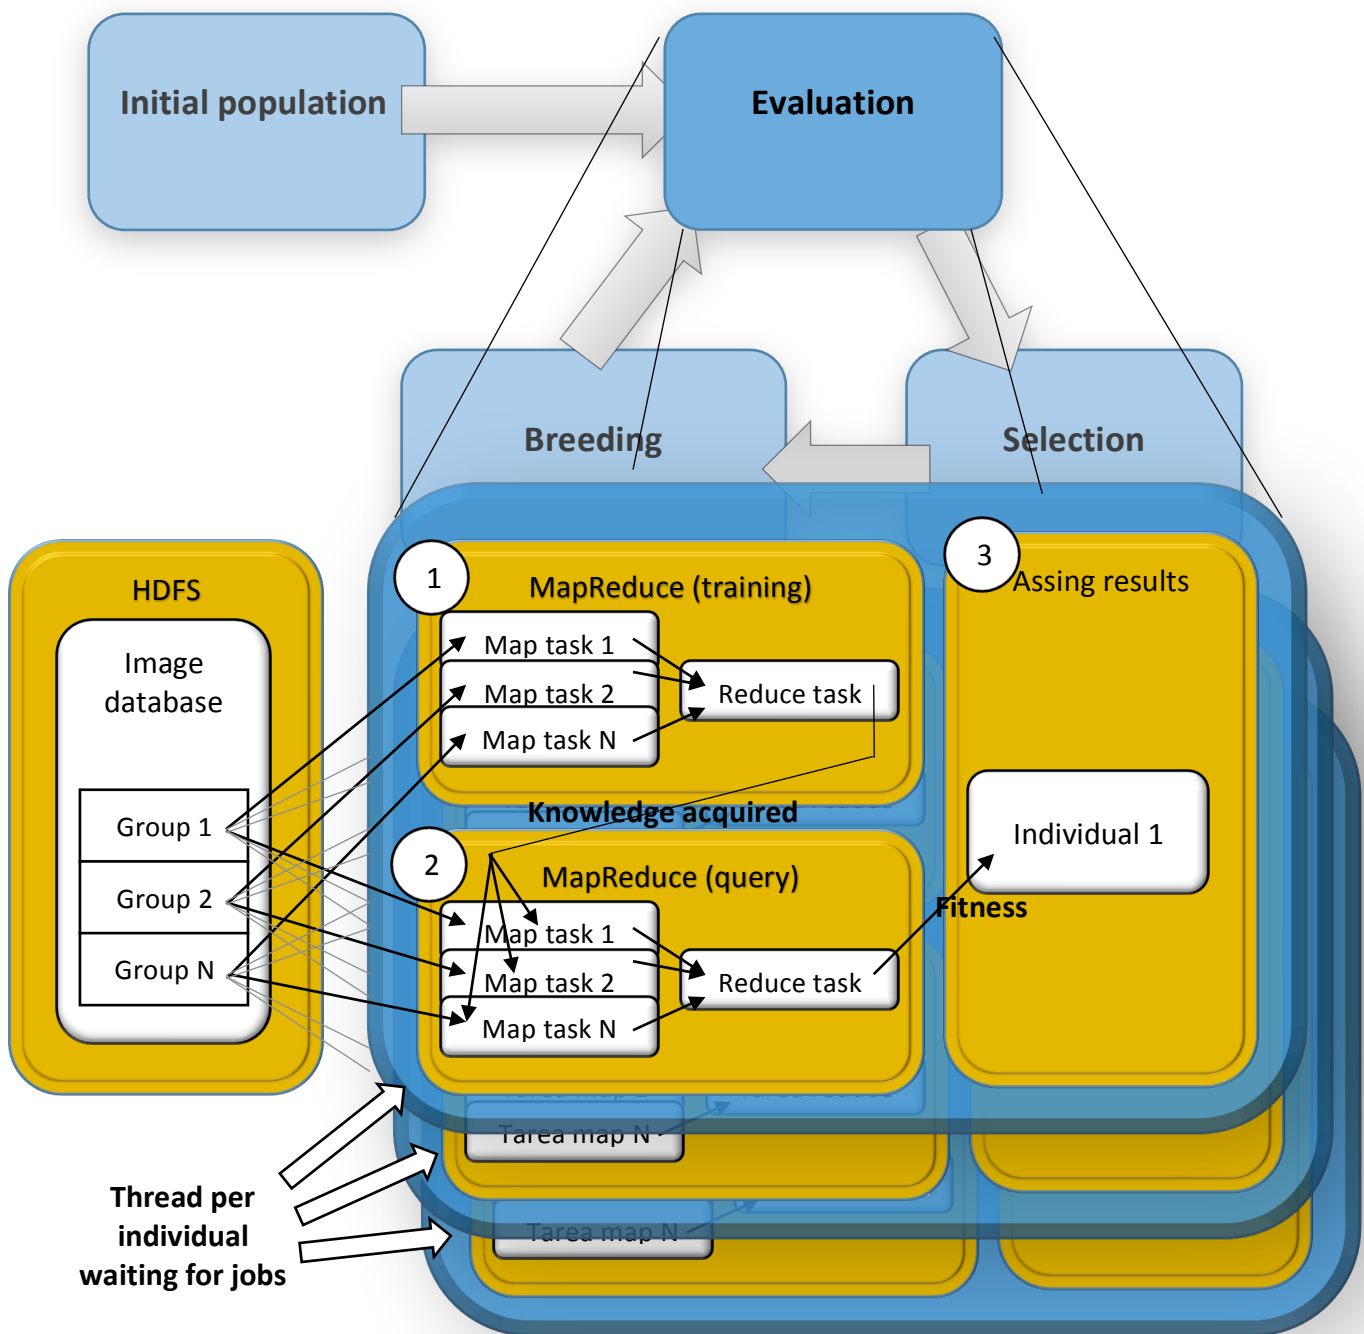 Initial population
Evaluation
Breeding
Selection
HDFS
Image
database
Group 1
Group 2
Group N
1
MapReduce (training)
Map task 1
Map task 2
Map task N
Reduce task
Knowledge acquired
2
MapReduce (query)
Map task 1
Map task 2
Map task N
Reduce task
3
Assing results
Individual 1
Fitness
Tarea map N
Tarea map N
Thread per
individual
waiting for jobs